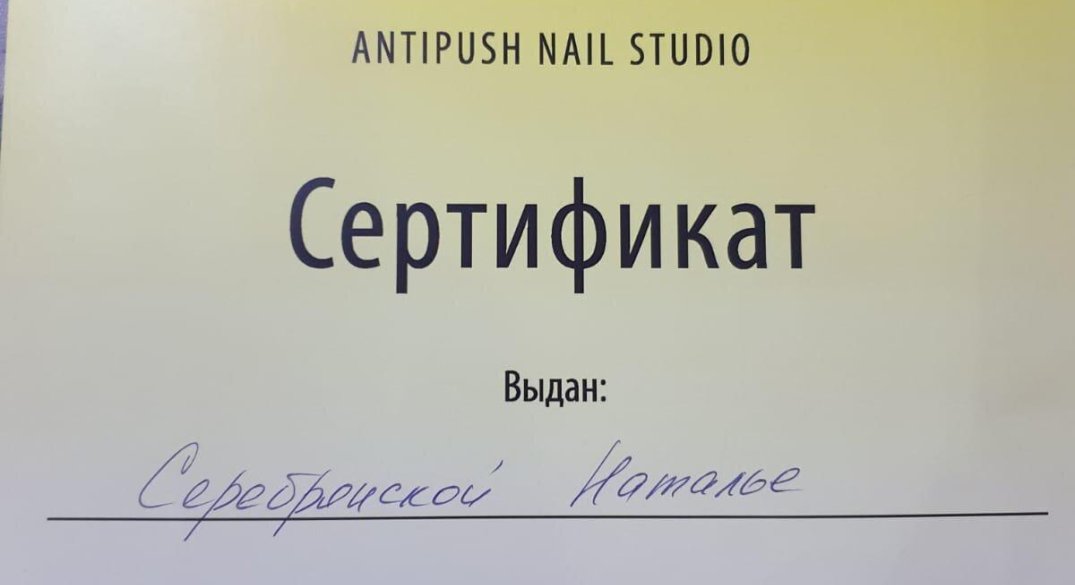 ANTIPUSH NAIL STUDIO
Сертификат
Выдан:
Серебрянской Наталье